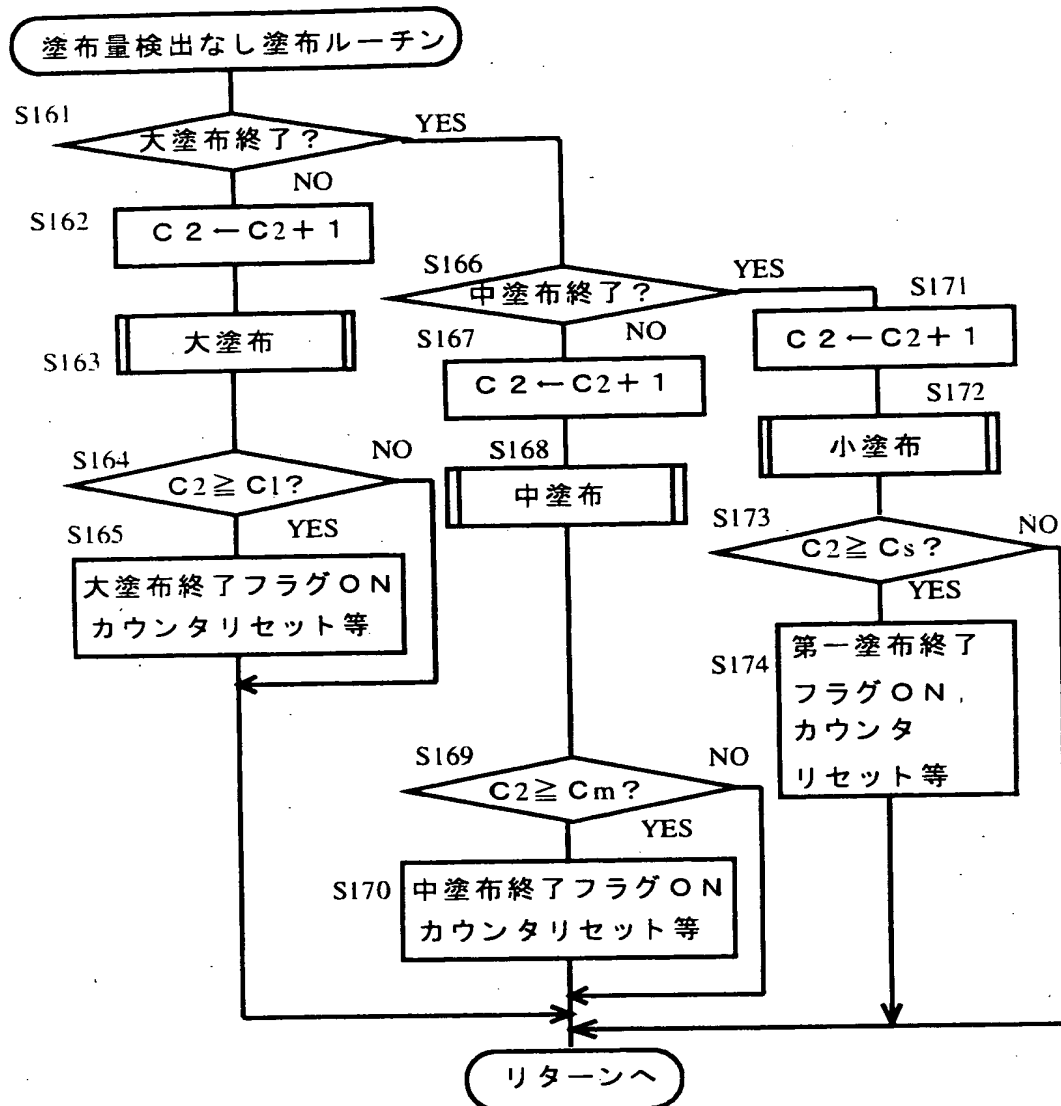 塗布量検出なし塗布ルーチン
S161
大塗布終了?
YES
NO
S162
C2←C2+1
S163
大塗布
S164
C2≧Cl?
NO
YES
S165
大塗布終了フラグON
カウンタリセット等
S166
中塗布終了?
YES
NO
S167
C2←C2+1
S168
中塗布
S169
C2≧Cm?
NO
YES
S170
中塗布終了フラグON
カウンタリセット等
S171
C2←C2+1
S172
小塗布
S173
C2≧Cs?
NO
YES
S174
第一塗布終了
フラグON,
カウンタ
リセット等
リターンへ